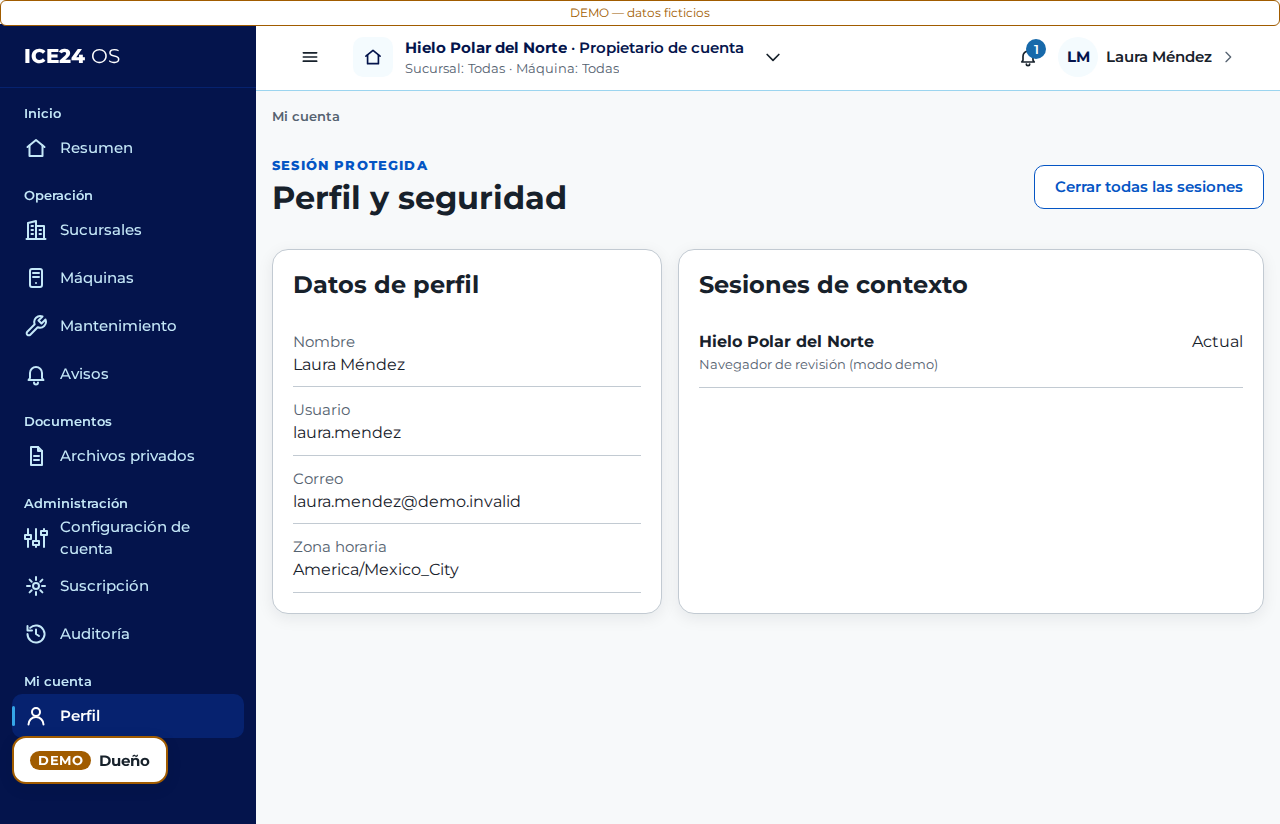 DEMO — datos ficticios
ICE24 OS
Inicio
Resumen
Operación
Sucursales
Máquinas
Mantenimiento
Avisos
Documentos
Archivos privados
Administración
Configuración de
cuenta
Suscripción
Auditoría
Mi cuenta
Perfil
DEMO Dueño
Hielo Polar del Norte · Propietario de cuenta
Sucursal: Todas · Máquina: Todas
1
LM Laura Méndez
Mi cuenta
SESIÓN PROTEGIDA
Perfil y seguridad
Cerrar todas las sesiones
Datos de perfil
Nombre
Laura Méndez
Usuario
laura.mendez
Correo
laura.mendez@demo.invalid
Zona horaria
America/Mexico_City
Sesiones de contexto
Hielo Polar del Norte Actual
Navegador de revisión (modo demo)